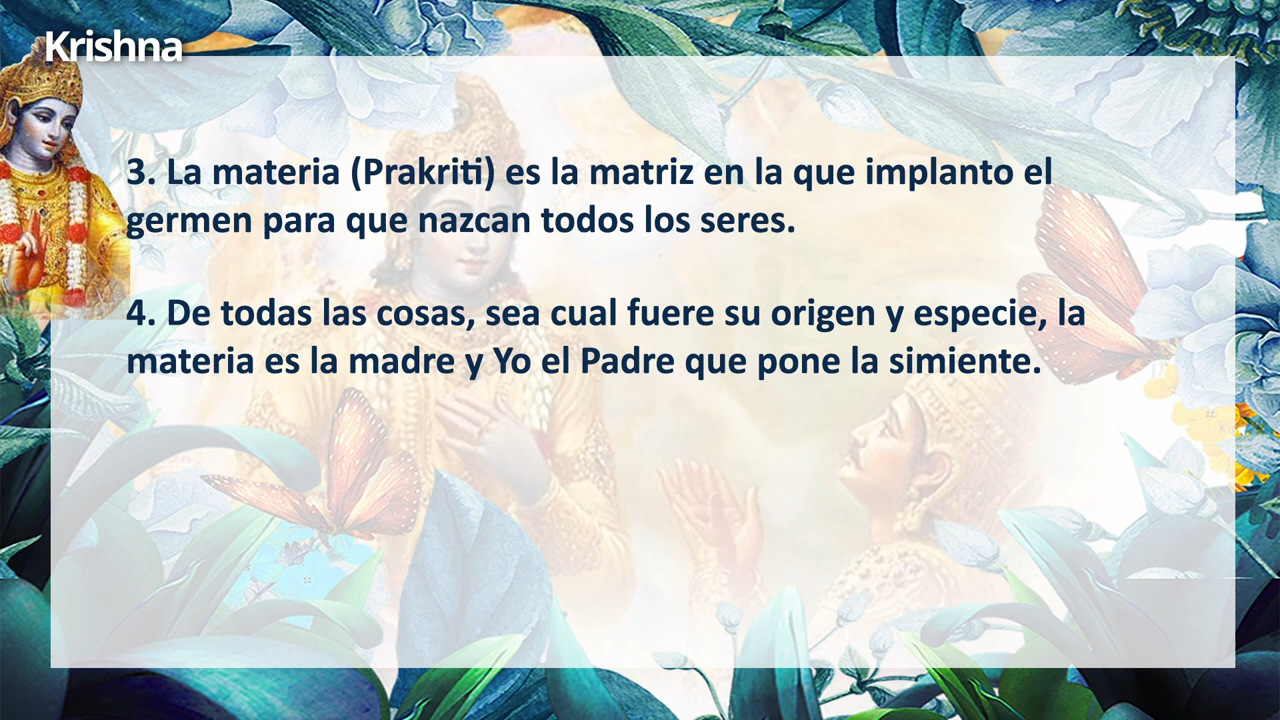 Krishna
3. La materia (Prakriti) es la matriz en la que implanto el
germen para que nazcan todos los seres.
4. De todas las cosas, sea cual fuere su origen y especie, la
materia es la madre y Yo el Padre que pone la simiente.